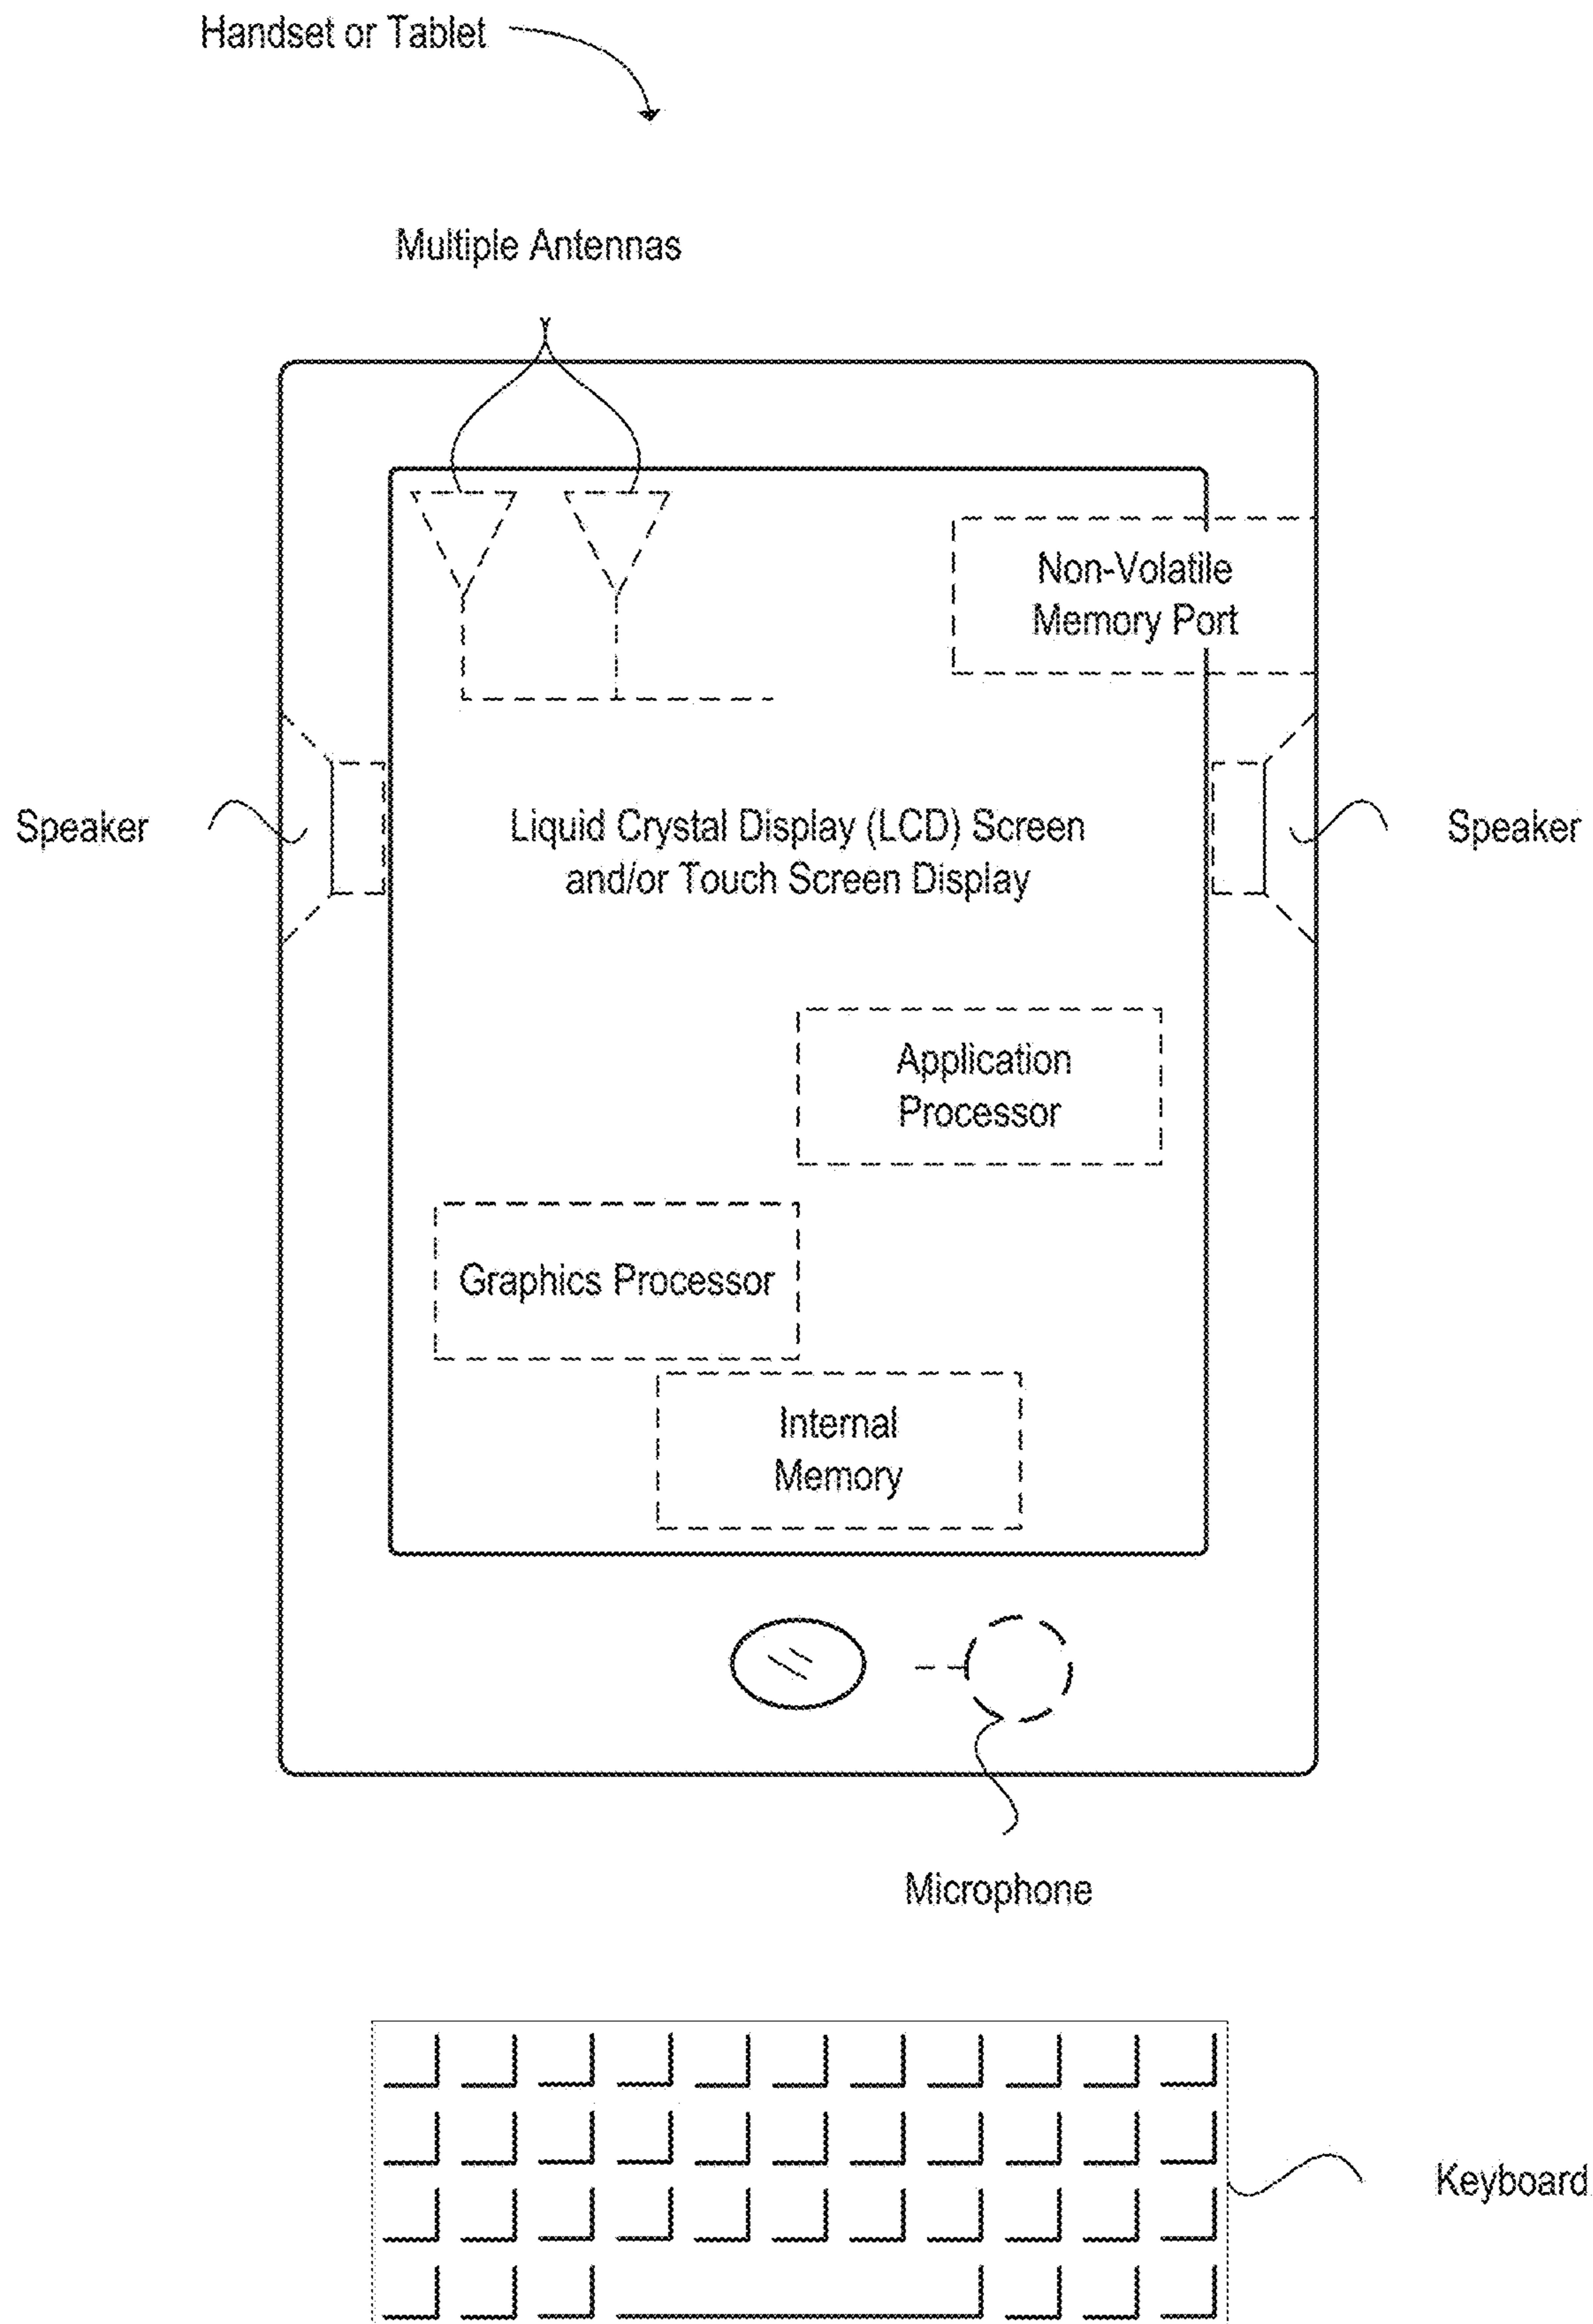 Handset or Tablet
Multiple Antennas
Non-Volatile
Memory Port
Speaker
Liquid Crystal Display (LCD) Screen
and/or Touch Screen Display
Speaker
Application
Processor
Graphics Processor
Internal
Memory
Microphone
Keyboard